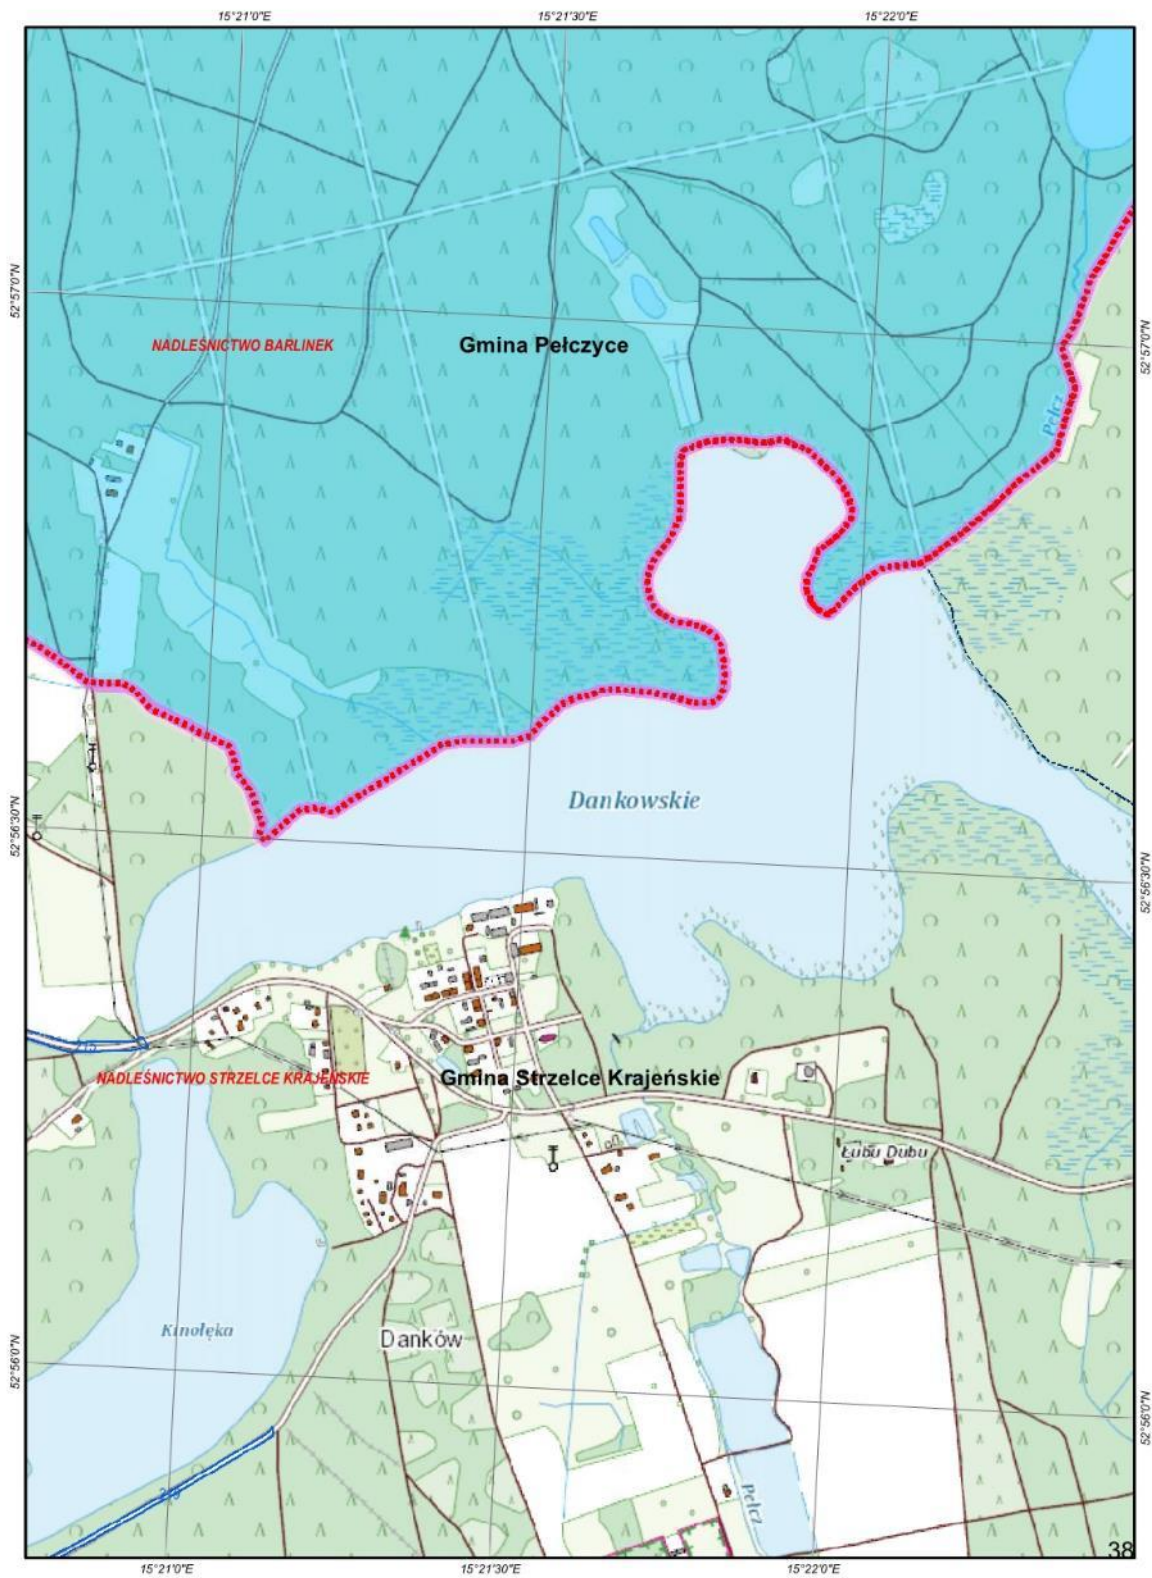 15°21'0"E
15°21'30"E
15°22'0"E
52°57'0"N
52°57'0"N
NADLEŚNICTWO BARLINEK
Gmina Pełczyce
Pełcz
Dankowskie
52°56'30"N
52°56'30"N
NADLEŚNICTWO STRZELCE KRAJEŃSKIE
Gmina Strzelce Krajeńskie
Łubu Dubu
Danków
52°56'0"N
52°56'0"N
Pełcz
38
15°21'0"E
15°21'30"E
15°22'0"E